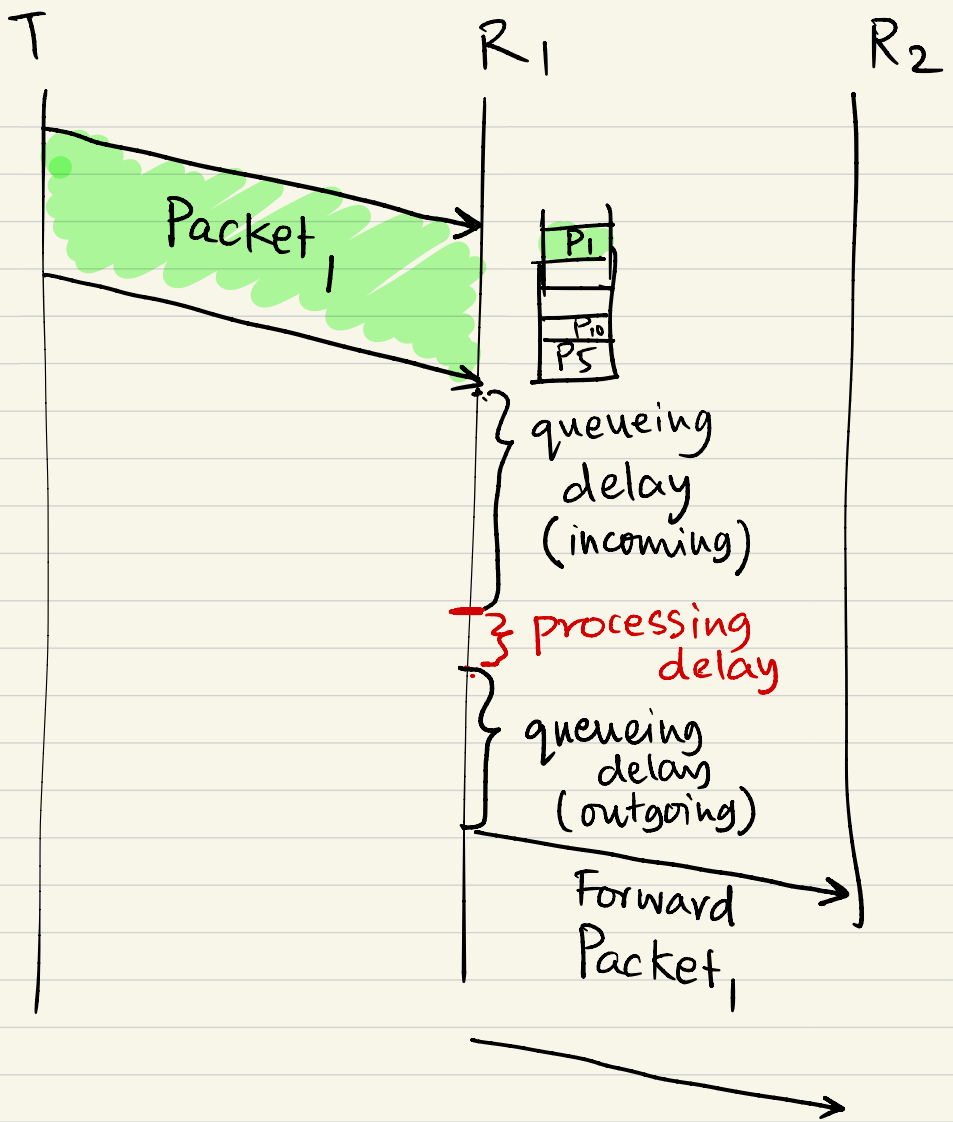 T
R1
R2
Packet1
P1
P10
P5
queueing
delay
(incoming)
processing
delay
queueing
delay
(outgoing)
Forward
Packet1